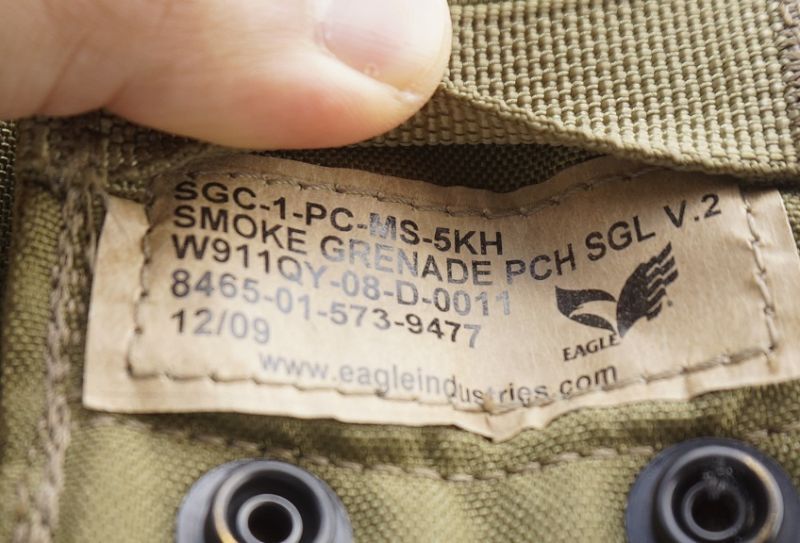 SGC-1-PC-MS-5KH
SMOKE GRENADE PCH SGL V.2
W911QY-08-D-0011
8465-01-573-9477
12/09
EAGLE
www.eagleindustries.com